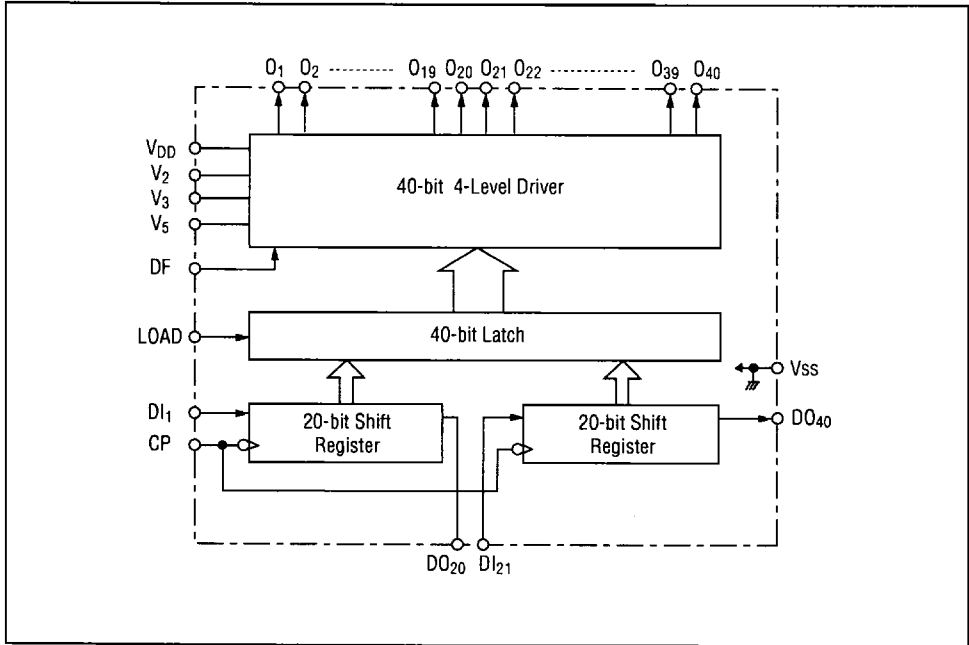 O1 O2 O19 O20 O21 O22 O39 O40
VDD
V2
V3
V5
40-bit 4-Level Driver
DF
LOAD
40-bit Latch
VSS
DI1
20-bit Shift
Register
20-bit Shift
Register
DO40
CP
DO20 DI21